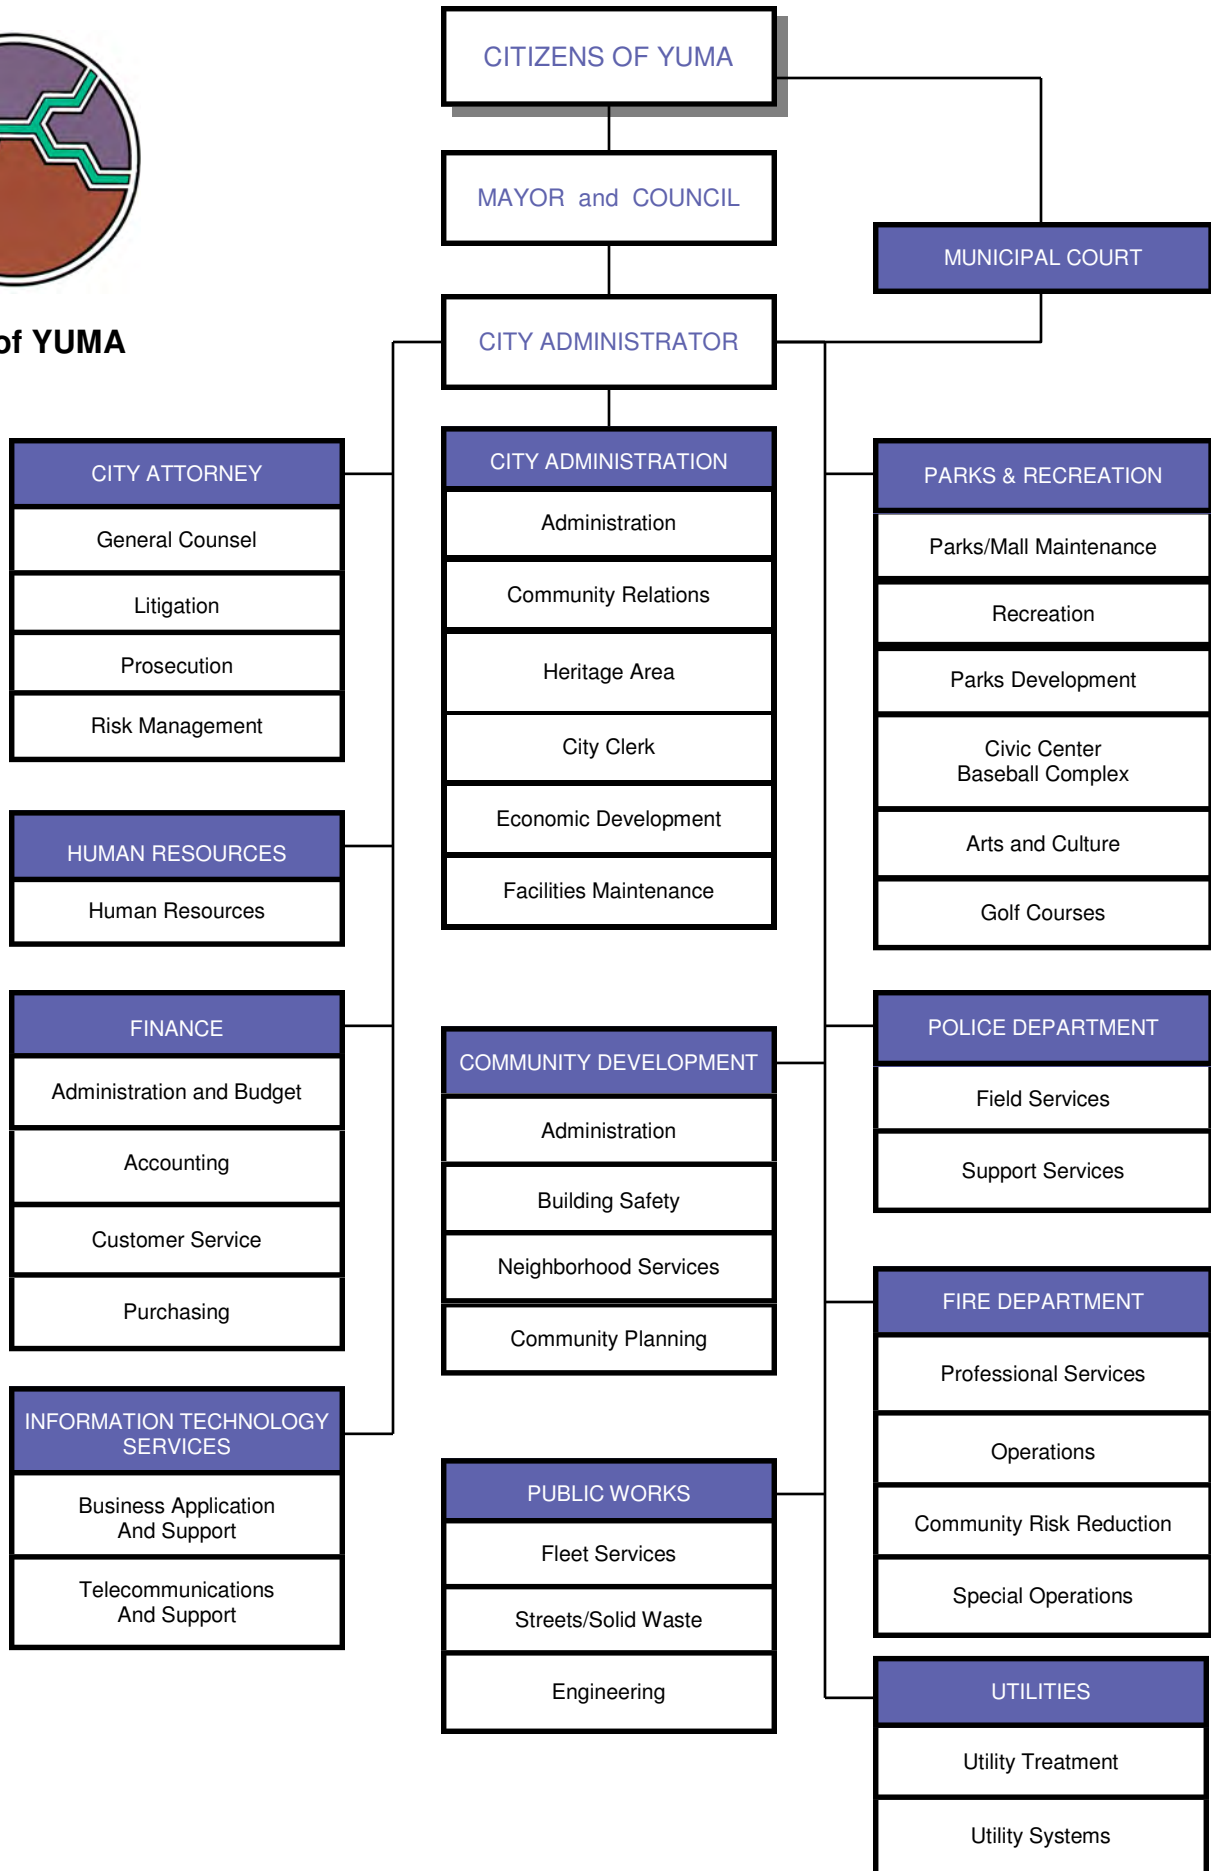 CITIZENS OF YUMA
MAYOR and COUNCIL
MUNICIPAL COURT
of YUMA
CITY ADMINISTRATOR
CITY ATTORNEY
General Counsel
Litigation
Prosecution
Risk Management
HUMAN RESOURCES
Human Resources
FINANCE
Administration and Budget
Accounting
Customer Service
Purchasing
INFORMATION TECHNOLOGY
SERVICES
Business Application
And Support
Telecommunications
And Support
CITY ADMINISTRATION
Administration
Community Relations
Heritage Area
City Clerk
Economic Development
Facilities Maintenance
COMMUNITY DEVELOPMENT
Administration
Building Safety
Neighborhood Services
Community Planning
PUBLIC WORKS
Fleet Services
Streets/Solid Waste
Engineering
PARKS & RECREATION
Parks/Mall Maintenance
Recreation
Parks Development
Civic Center
Baseball Complex
Arts and Culture
Golf Courses
POLICE DEPARTMENT
Field Services
Support Services
FIRE DEPARTMENT
Professional Services
Operations
Community Risk Reduction
Special Operations
UTILITIES
Utility Treatment
Utility Systems